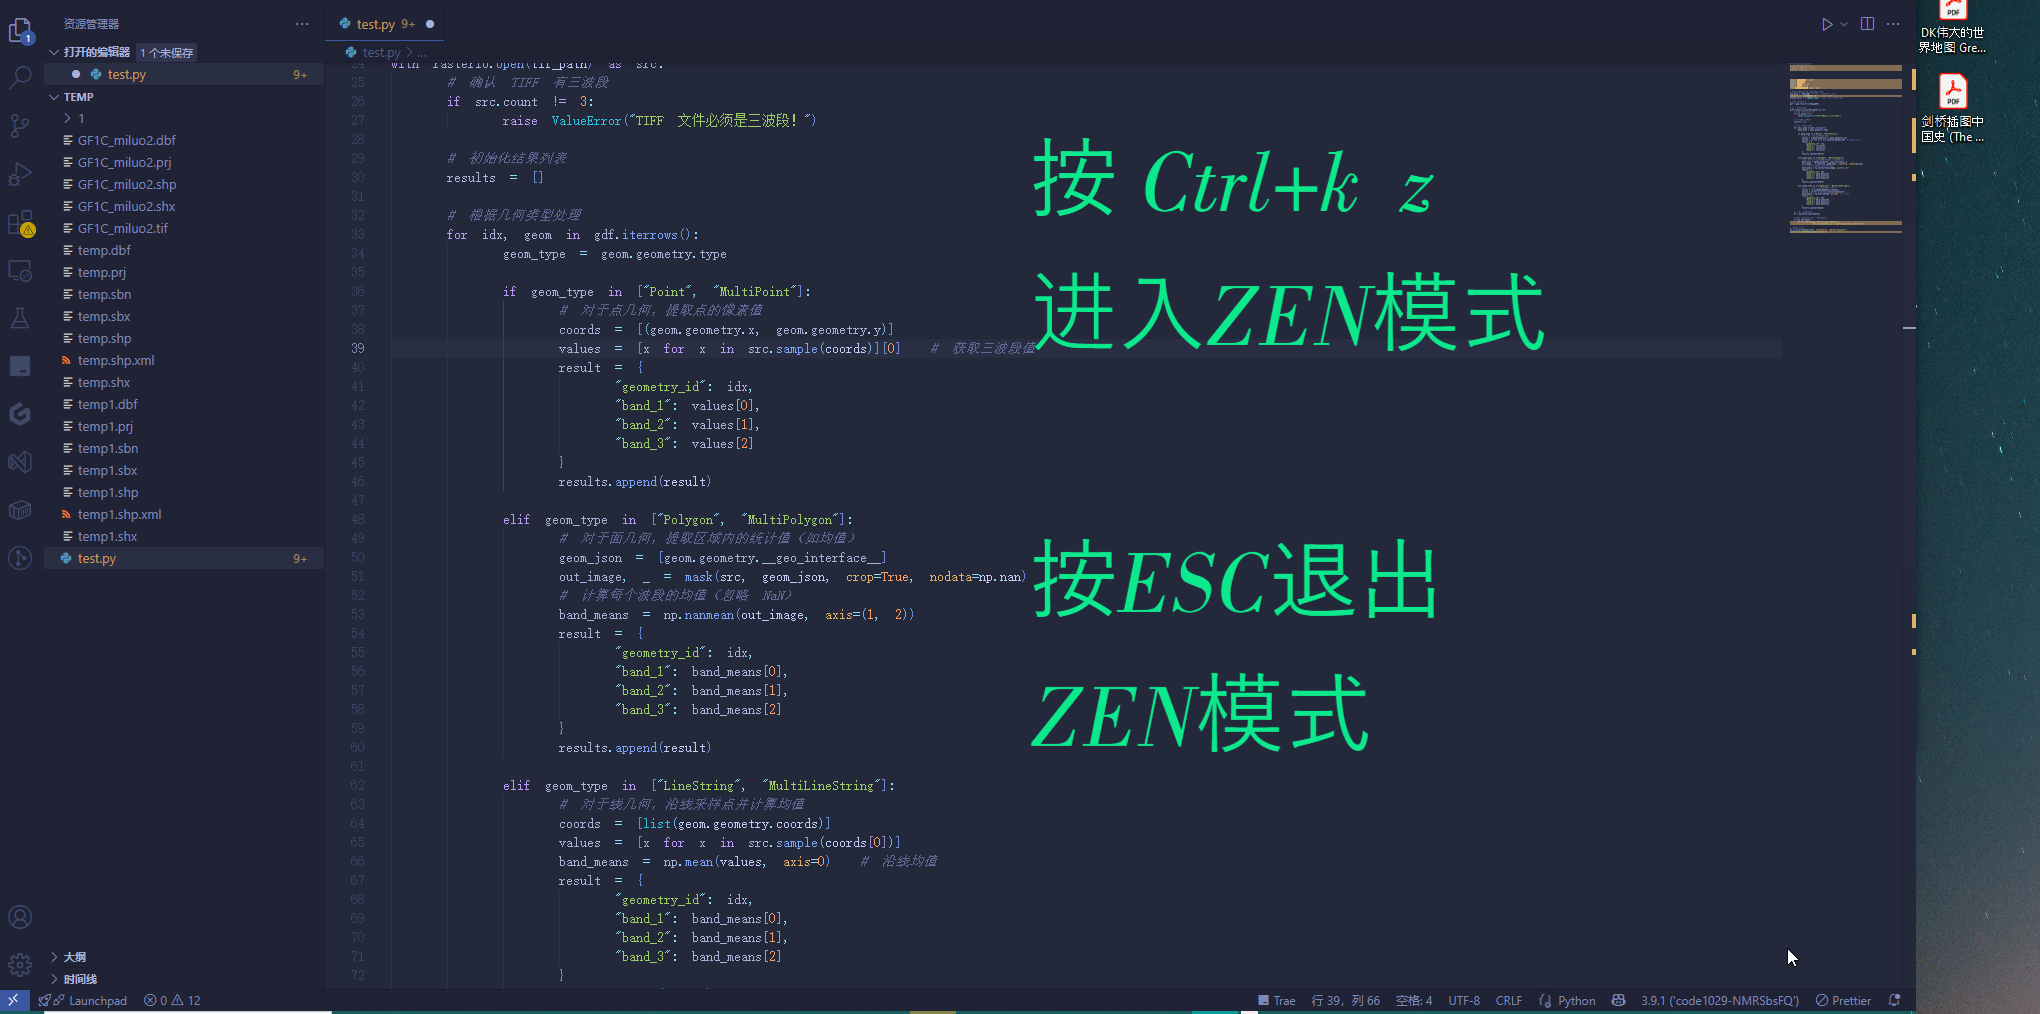 资源管理器
打开的编辑器 1 个未保存
test.py 9+
TEMP
1
GF1C_miluo2.dbf
GF1C_miluo2.prj
GF1C_miluo2.shp
GF1C_miluo2.shx
GF1C_miluo2.tif
temp.dbf
temp.prj
temp.sbn
temp.sbx
temp.shp
temp.shp.xml
temp.shx
temp1.dbf
temp1.prj
temp1.sbn
temp1.sbx
temp1.shp
temp1.shp.xml
temp1.shx
test.py 9+
大纲
时间线
test.py 9+
test.py > ...
24 with rasterio.open(tif_path) as src:
25 # 确认 TIFF 有三波段
26 if src.count != 3:
27 raise ValueError("TIFF 文件必须是三波段！")
28
29 # 初始化结果列表
30 results = []
31
32 # 根据几何类型处理
33 for idx, geom in gdf.iterrows():
34 geom_type = geom.geometry.type
35
36 if geom_type in ["Point", "MultiPoint"]:
37 # 对于点几何，提取点的像素值
38 coords = [(geom.geometry.x, geom.geometry.y)]
39 values = [x for x in src.sample(coords)][0] # 获取三波段值
40 result = {
41 "geometry_id": idx,
42 "band_1": values[0],
43 "band_2": values[1],
44 "band_3": values[2]
45 }
46 results.append(result)
47
48 elif geom_type in ["Polygon", "MultiPolygon"]:
49 # 对于面几何，提取区域内的统计值（如均值）
50 geom_json = [geom.geometry.__geo_interface__]
51 out_image, _ = mask(src, geom_json, crop=True, nodata=np.nan)
52 # 计算每个波段的均值（忽略 NaN）
53 band_means = np.nanmean(out_image, axis=(1, 2))
54 result = {
55 "geometry_id": idx,
56 "band_1": band_means[0],
57 "band_2": band_means[1],
58 "band_3": band_means[2]
59 }
60 results.append(result)
61
62 elif geom_type in ["LineString", "MultiLineString"]:
63 # 对于线几何，沿线采样点并计算均值
64 coords = [list(geom.geometry.coords)]
65 values = [x for x in src.sample(coords[0])]
66 band_means = np.mean(values, axis=0) # 沿线均值
67 result = {
68 "geometry_id": idx,
69 "band_1": band_means[0],
70 "band_2": band_means[1],
71 "band_3": band_means[2]
72 }
按 Ctrl+k z
进入ZEN模式
按ESC退出
ZEN模式
DK伟大的世
界地图 Gre...
剑桥插图中
国史 (The ...
Launchpad 0 12
Trae 行 39，列 66 空格: 4 UTF-8 CRLF Python 3.9.1 ('code1029-NMRSbsFQ') Prettier